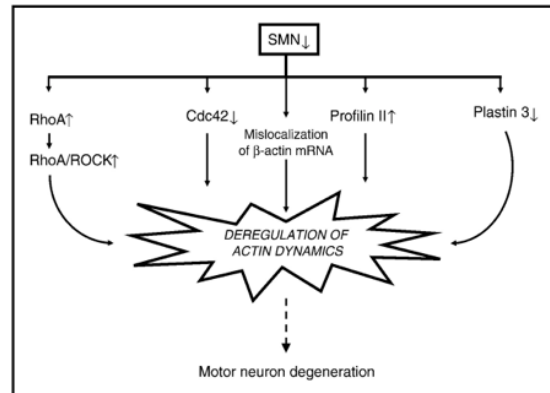 SMN↓
RhoA↑
RhoA/ROCK↑
Cdc42↓
Mislocalization
of β-actin mRNA
Profilin II↑
Plastin 3↓
DEREGULATION OF
ACTIN DYNAMICS
Motor neuron degeneration